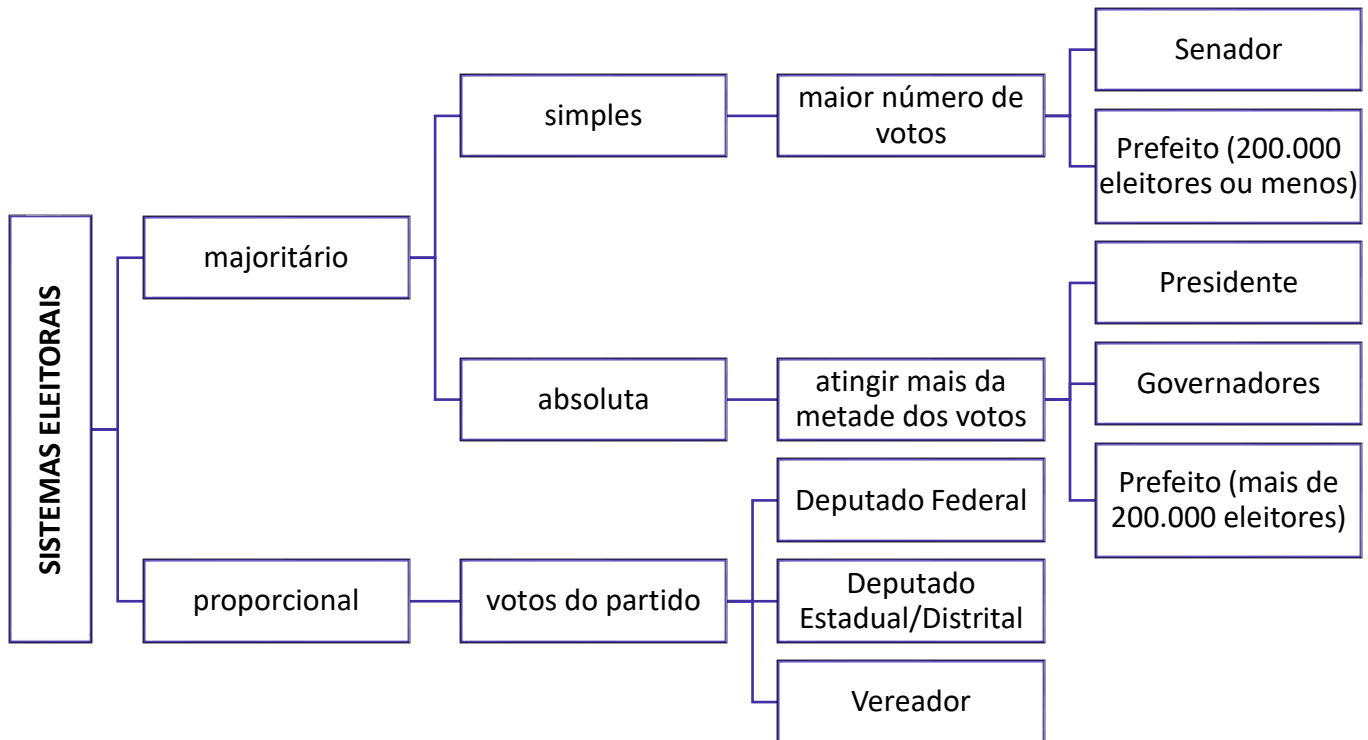 SISTEMAS ELEITORAIS
majoritário
simples
maior número de
votos
Senador
Prefeito (200.000
eleitores ou menos)
absoluta
atingir mais da
metade dos votos
Presidente
Governadores
Prefeito (mais de
200.000 eleitores)
proporcional
votos do partido
Deputado Federal
Deputado
Estadual/Distrital
Vereador